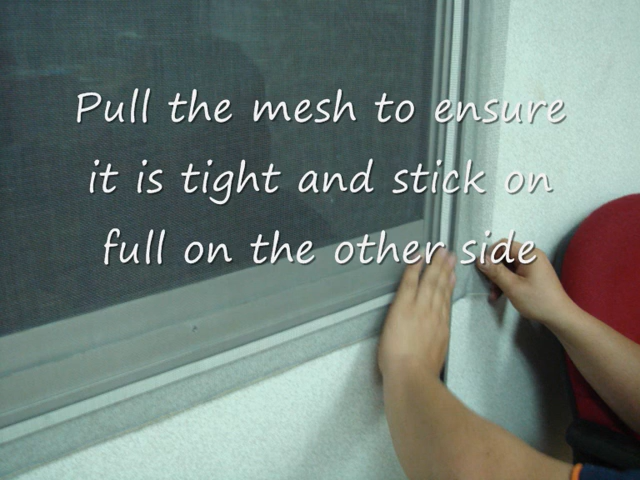 Pull the mesh to ensure
it is tight and stick on
full on the other side